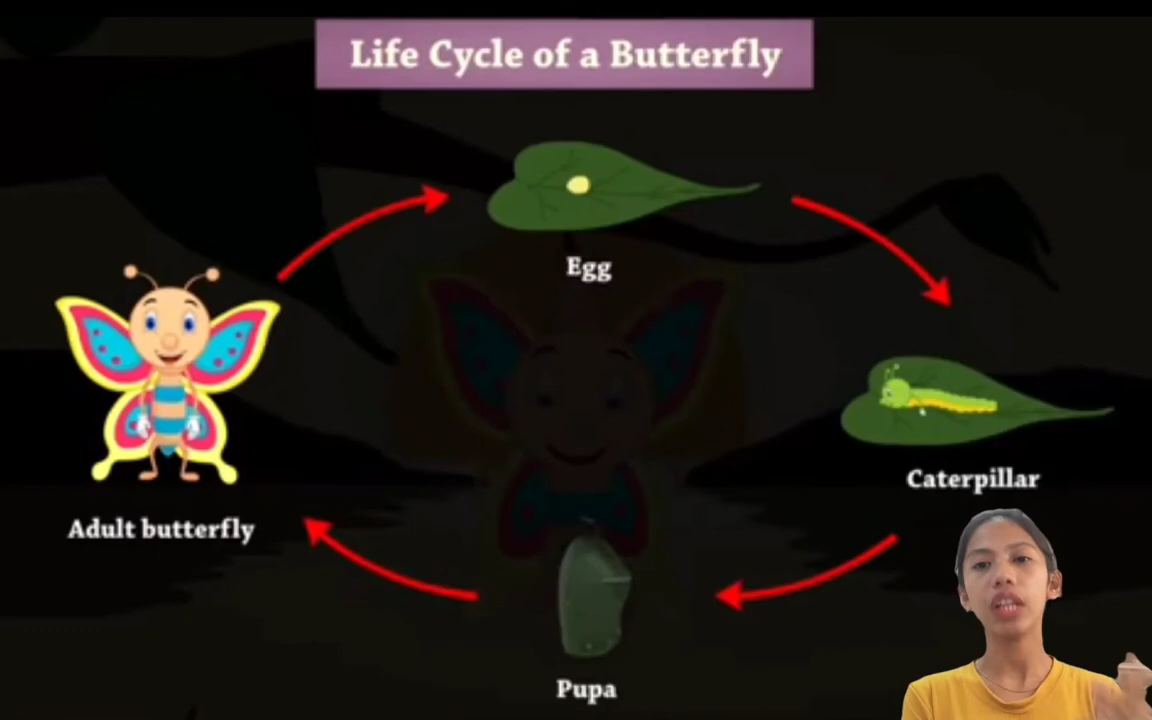 Life Cycle of a Butterfly
Egg
Caterpillar
Adult butterfly
Pupa